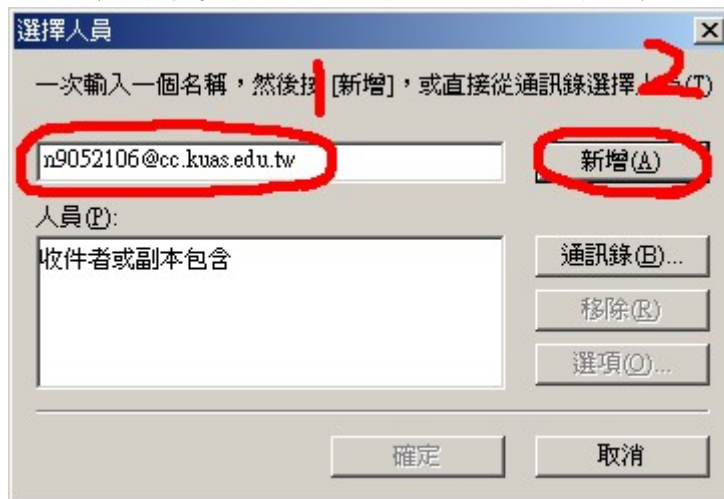 選擇人員
一次輸入一個名稱，然後按 [新增]，或直接從通訊錄選擇人員(T)
1
2
n9052106@cc.kuas.edu.tw
新增(A)
人員(P):
收件者或副本包含
通訊錄(B)...
移除(R)
選項(O)...
確定
取消